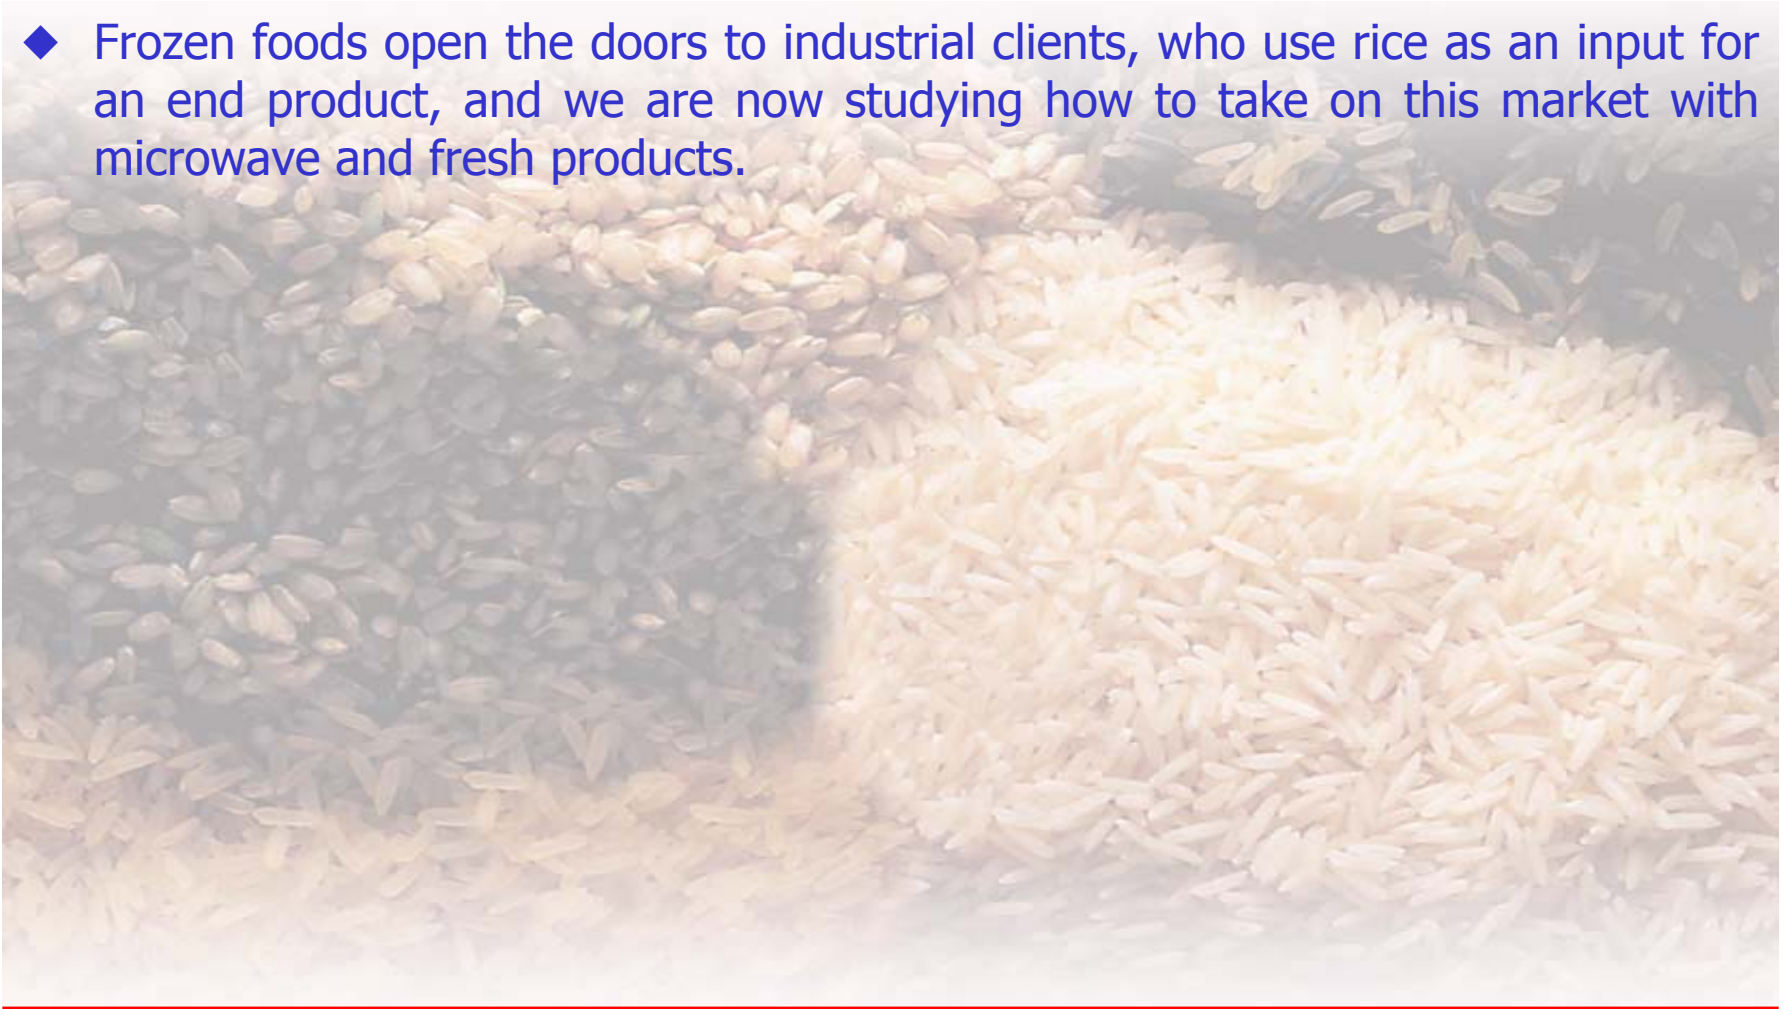 ◆ Frozen foods open the doors to industrial clients, who use rice as an input for
an end product, and we are now studying how to take on this market with
microwave and fresh products.